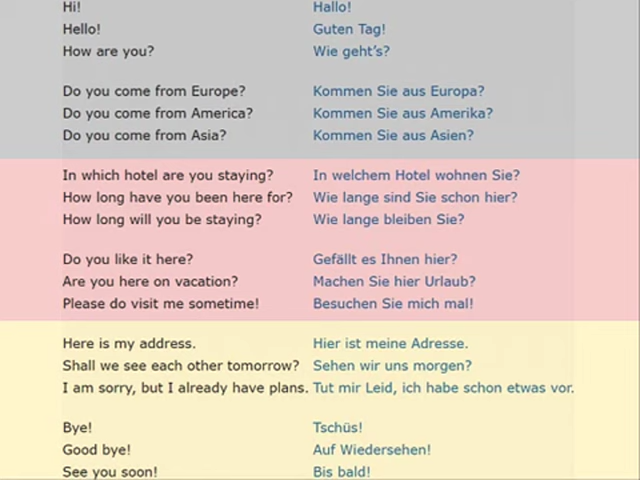 Hi! Hallo!
Hello! Guten Tag!
How are you? Wie geht’s?
Do you come from Europe? Kommen Sie aus Europa?
Do you come from America? Kommen Sie aus Amerika?
Do you come from Asia? Kommen Sie aus Asien?
In which hotel are you staying? In welchem Hotel wohnen Sie?
How long have you been here for? Wie lange sind Sie schon hier?
How long will you be staying? Wie lange bleiben Sie?
Do you like it here? Gefällt es Ihnen hier?
Are you here on vacation? Machen Sie hier Urlaub?
Please do visit me sometime! Besuchen Sie mich mal!
Here is my address. Hier ist meine Adresse.
Shall we see each other tomorrow? Sehen wir uns morgen?
I am sorry, but I already have plans. Tut mir Leid, ich habe schon etwas vor.
Bye! Tschüs!
Good bye! Auf Wiedersehen!
See you soon! Bis bald!